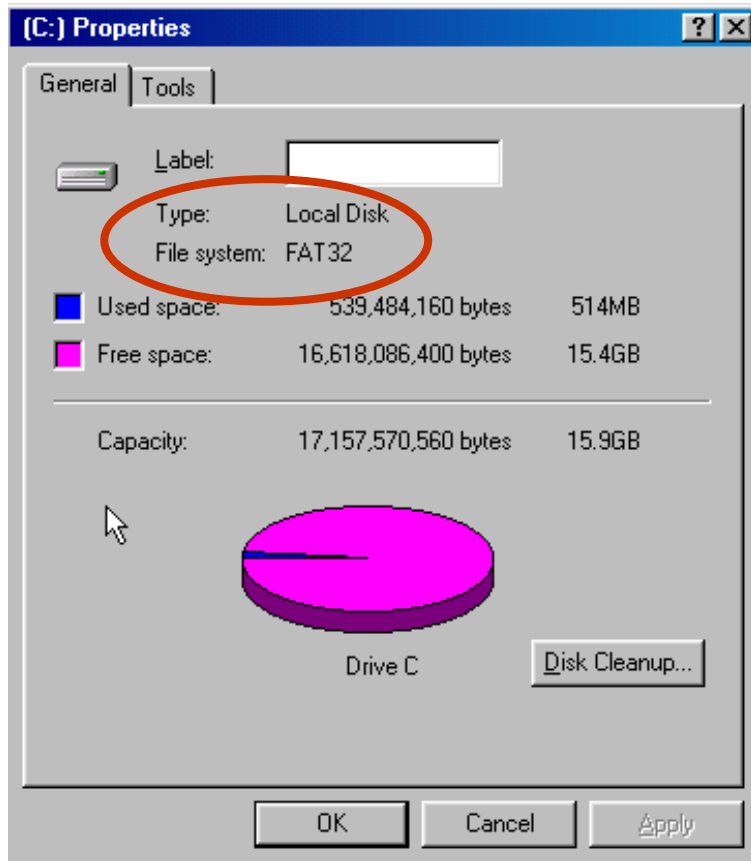 (C:) Properties
General Tools
Label:
Type: Local Disk
File system: FAT32
Used space: 539,484,160 bytes 514MB
Free space: 16,618,086,400 bytes 15.4GB
Capacity: 17,157,570,560 bytes 15.9GB
Drive C
Disk Cleanup...
OK Cancel Apply